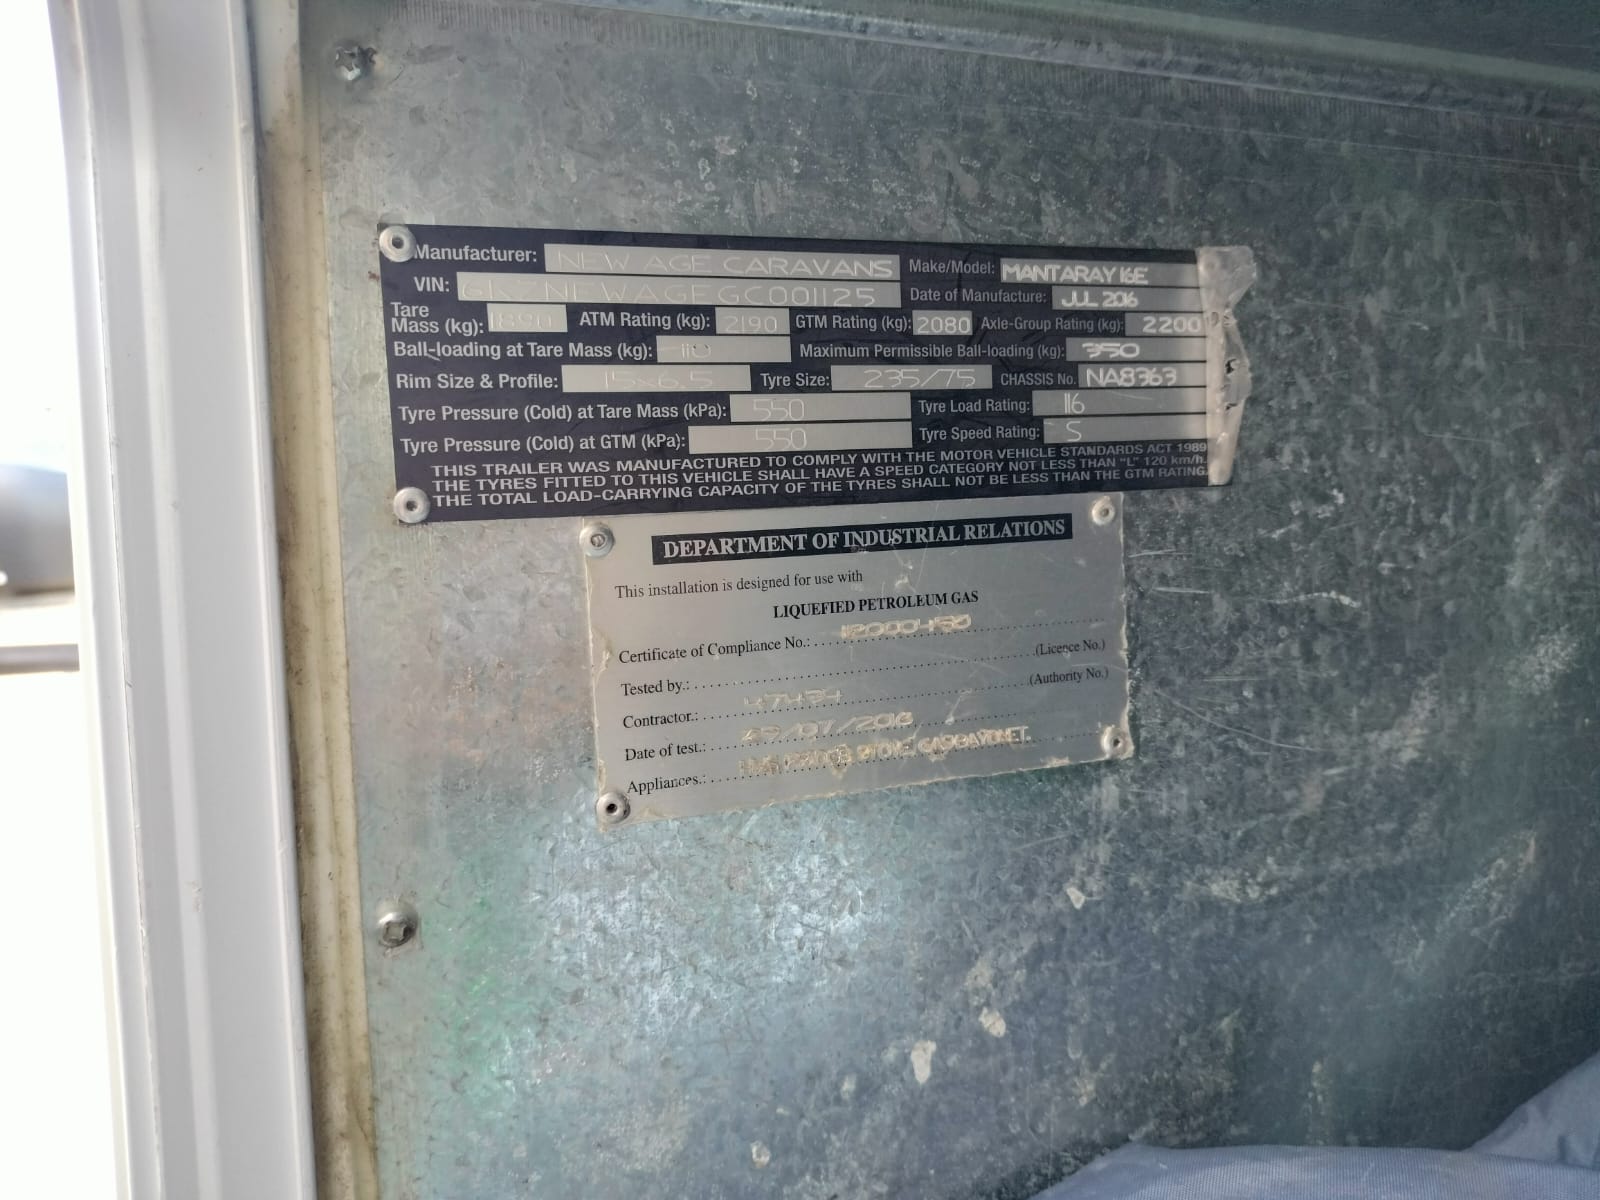 Manufacturer: NEW AGE CARAVANS Make/Model: MANTARAY 16E
VIN: 6KZNEWAGEGC001125 Date of Manufacture: JUL 2016
Tare Mass (kg): 1890 ATM Rating (kg): 2190 GTM Rating (kg): 2080 Axle-Group Rating (kg): 2200
Ball-loading at Tare Mass (kg): 110 Maximum Permissible Ball-loading (kg): 350
Rim Size & Profile: 15x6.5 Tyre Size: 235/75 CHASSIS No. NA8363
Tyre Pressure (Cold) at Tare Mass (kPa): 550 Tyre Load Rating: 116
Tyre Pressure (Cold) at GTM (kPa): 550 Tyre Speed Rating: S
THIS TRAILER WAS MANUFACTURED TO COMPLY WITH THE MOTOR VEHICLE STANDARDS ACT 1989
THE TYRES FITTED TO THIS VEHICLE SHALL HAVE A SPEED CATEGORY NOT LESS THAN "L" 120 km/h.
THE TOTAL LOAD-CARRYING CAPACITY OF THE TYRES SHALL NOT BE LESS THAN THE GTM RATING.
DEPARTMENT OF INDUSTRIAL RELATIONS
This installation is designed for use with
LIQUEFIED PETROLEUM GAS
Certificate of Compliance No.:
Tested by.: (Licence No.)
Contractor.: 47434 (Authority No.)
Date of test.:
Appliances.: STOVE